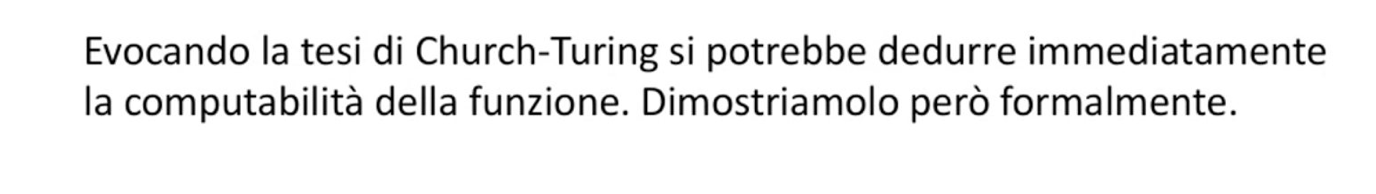 Evocando la tesi di Church-Turing si potrebbe dedurre immediatamente
la computabilità della funzione. Dimostriamolo però formalmente.